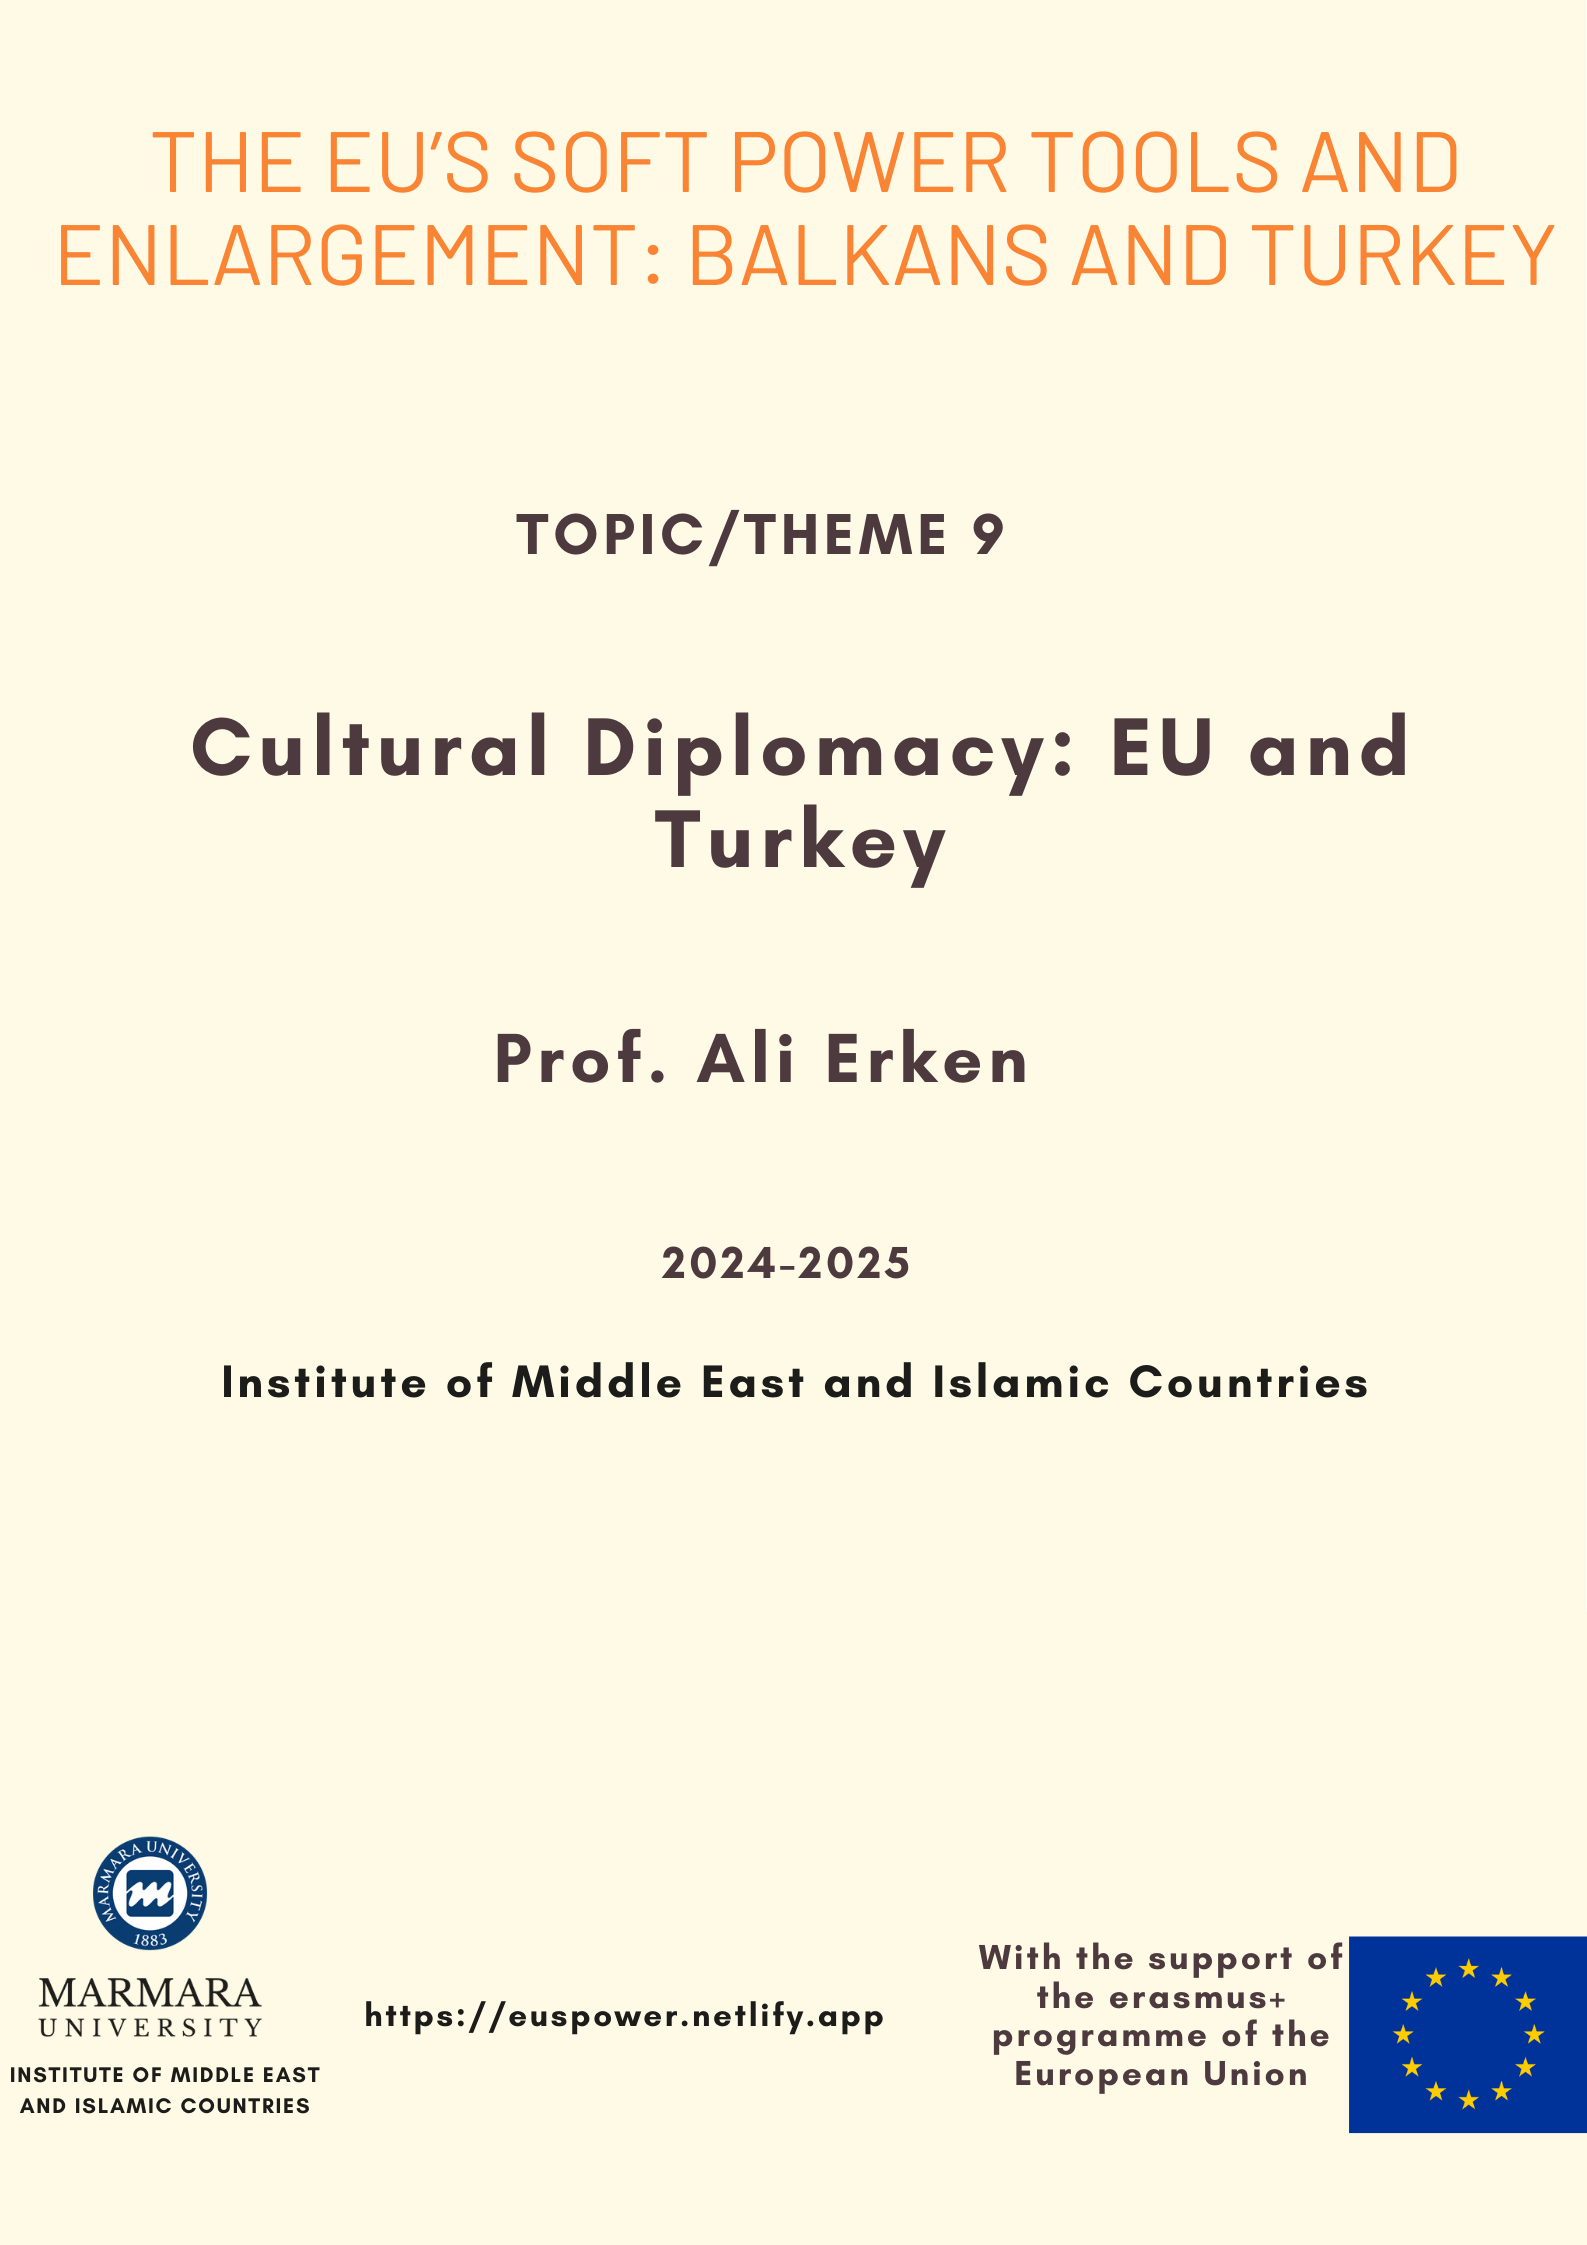 THE EU’S SOFT POWER TOOLS AND
ENLARGEMENT: BALKANS AND TURKEY
TOPIC/THEME 9
Cultural Diplomacy: EU and
Turkey
Prof. Ali Erken
2024-2025
Institute of Middle East and Islamic Countries
MARMARA UNIVERSITY
1883
MARMARA
UNIVERSITY
INSTITUTE OF MIDDLE EAST
AND ISLAMIC COUNTRIES
https://euspower.netlify.app
With the support of
the erasmus+
programme of the
European Union